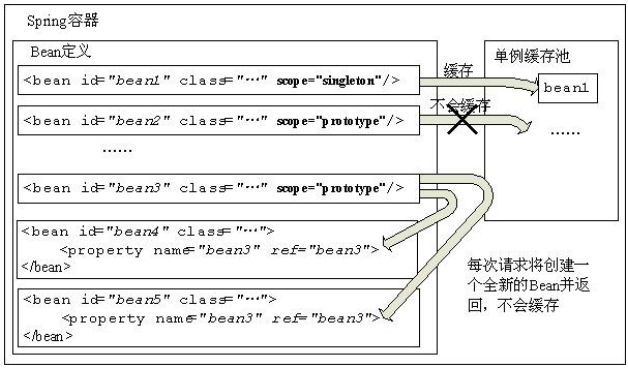 Spring容器
Bean定义
<bean id="bean1" class="…" scope="singleton"/>
缓存
单例缓存池
bean1
不会缓存
<bean id="bean2" class="…" scope="prototype"/>
……
……
<bean id="bean3" class="…" scope="prototype"/>
<bean id="bean4" class="…">
<property name="bean3" ref="bean3">
</bean>
<bean id="bean5" class="…">
<property name="bean3" ref="bean3">
</bean>
每次请求将创建一
个全新的Bean并返
回，不会缓存